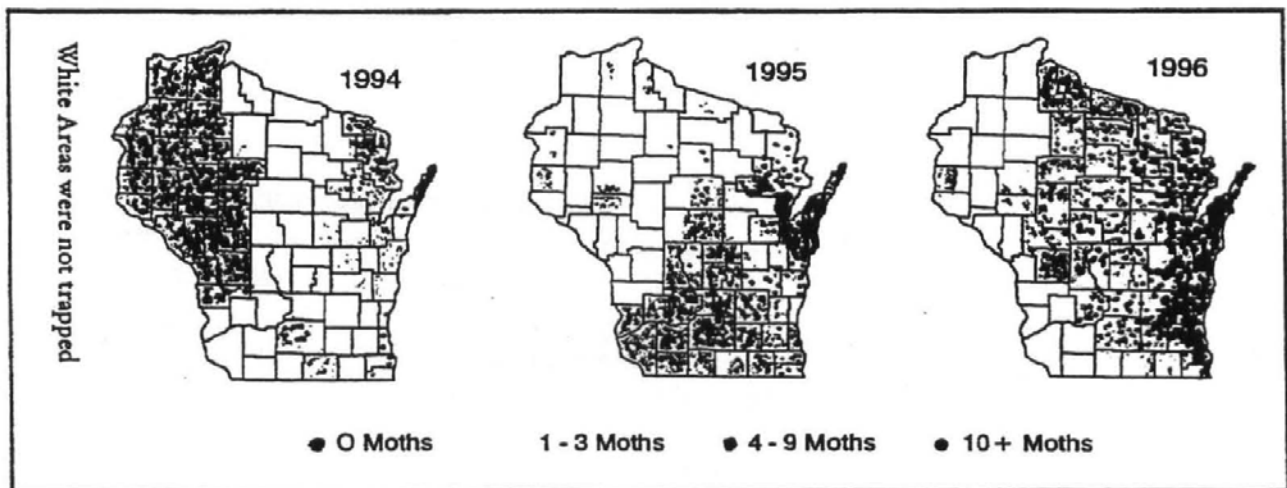 White Areas were not trapped
1994
1995
1996
O Moths
1 - 3 Moths
4 - 9 Moths
10 + Moths